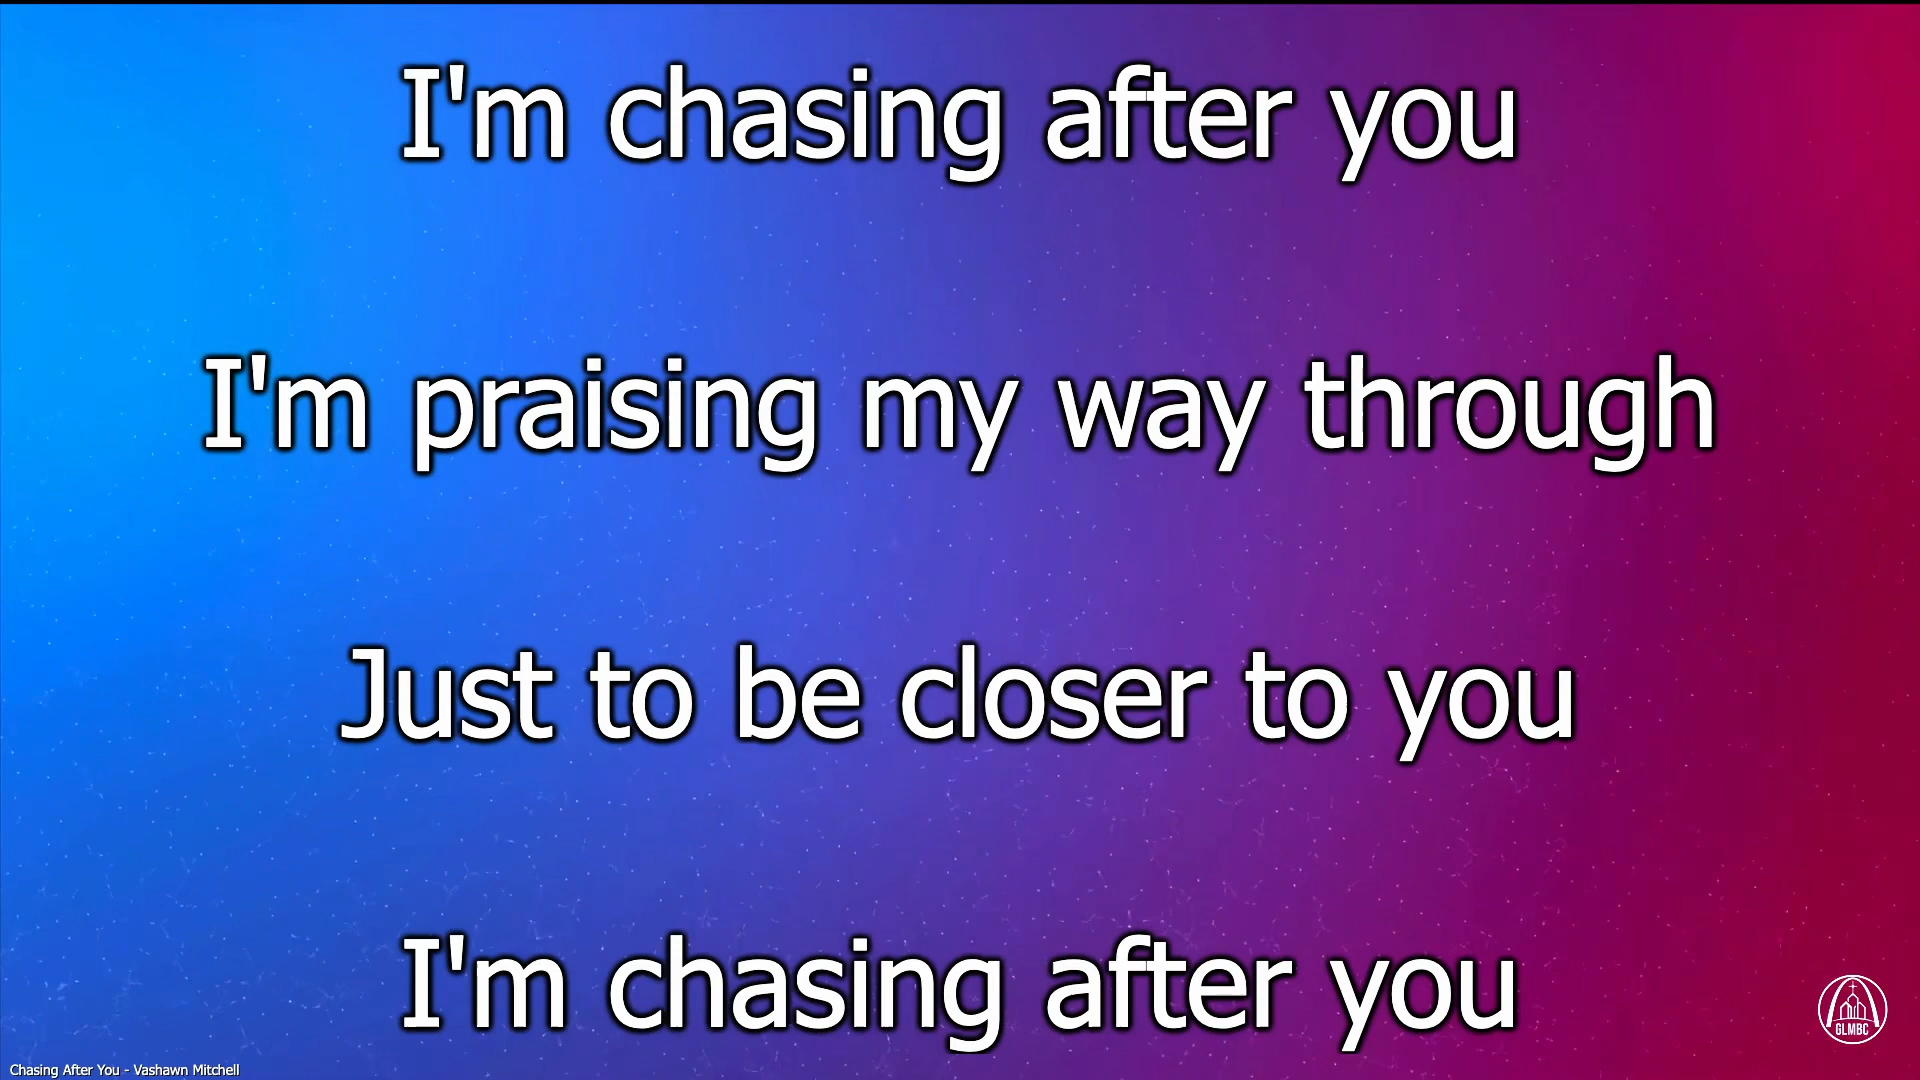 I'm chasing after you
I'm praising my way through
Just to be closer to you
I'm chasing after you
GLMBC
Chasing After You - Vashawn Mitchell